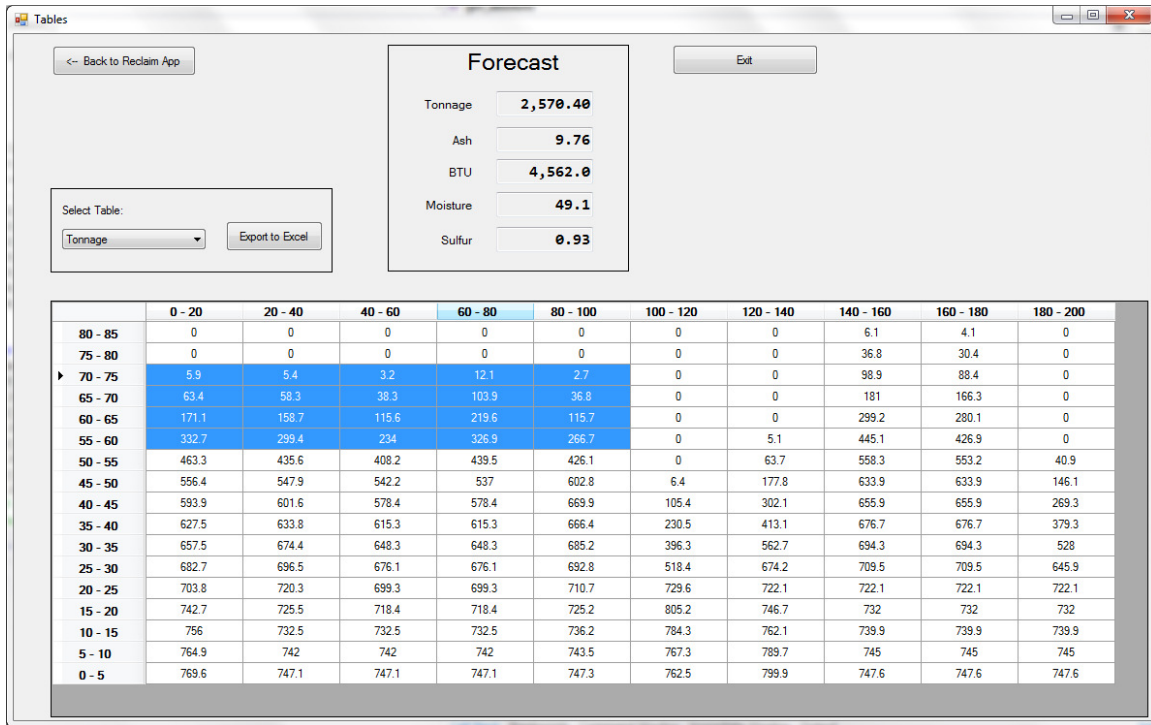 Tables
<-- Back to Reclaim App
Forecast
Exit
Tonnage 2,570.40
Ash 9.76
BTU 4,562.0
Moisture 49.1
Sulfur 0.93
Select Table:
Tonnage Export to Excel
0 - 20 20 - 40 40 - 60 60 - 80 80 - 100 100 - 120 120 - 140 140 - 160 160 - 180 180 - 200
80 - 85 0 0 0 0 0 0 0 6.1 4.1 0
75 - 80 0 0 0 0 0 0 0 36.8 30.4 0
70 - 75 5.9 5.4 3.2 12.1 2.7 0 0 98.9 88.4 0
65 - 70 63.4 58.3 38.3 103.9 36.8 0 0 181 166.3 0
60 - 65 171.1 158.7 115.6 219.6 115.7 0 0 299.2 280.1 0
55 - 60 332.7 299.4 234 326.9 266.7 0 5.1 445.1 426.9 0
50 - 55 463.3 435.6 408.2 439.5 426.1 0 63.7 558.3 553.2 40.9
45 - 50 556.4 547.9 542.2 537 602.8 6.4 177.8 633.9 633.9 146.1
40 - 45 593.9 601.6 578.4 578.4 669.9 105.4 302.1 655.9 655.9 269.3
35 - 40 627.5 633.8 615.3 615.3 666.4 230.5 413.1 676.7 676.7 379.3
30 - 35 657.5 674.4 648.3 648.3 685.2 396.3 562.7 694.3 694.3 528
25 - 30 682.7 696.5 676.1 676.1 692.8 518.4 674.2 709.5 709.5 645.9
20 - 25 703.8 720.3 699.3 699.3 710.7 729.6 722.1 722.1 722.1 722.1
15 - 20 742.7 725.5 718.4 718.4 725.2 805.2 746.7 732 732 732
10 - 15 756 732.5 732.5 732.5 736.2 784.3 762.1 739.9 739.9 739.9
5 - 10 764.9 742 742 742 743.5 767.3 789.7 745 745 745
0 - 5 769.6 747.1 747.1 747.1 747.3 762.5 799.9 747.6 747.6 747.6